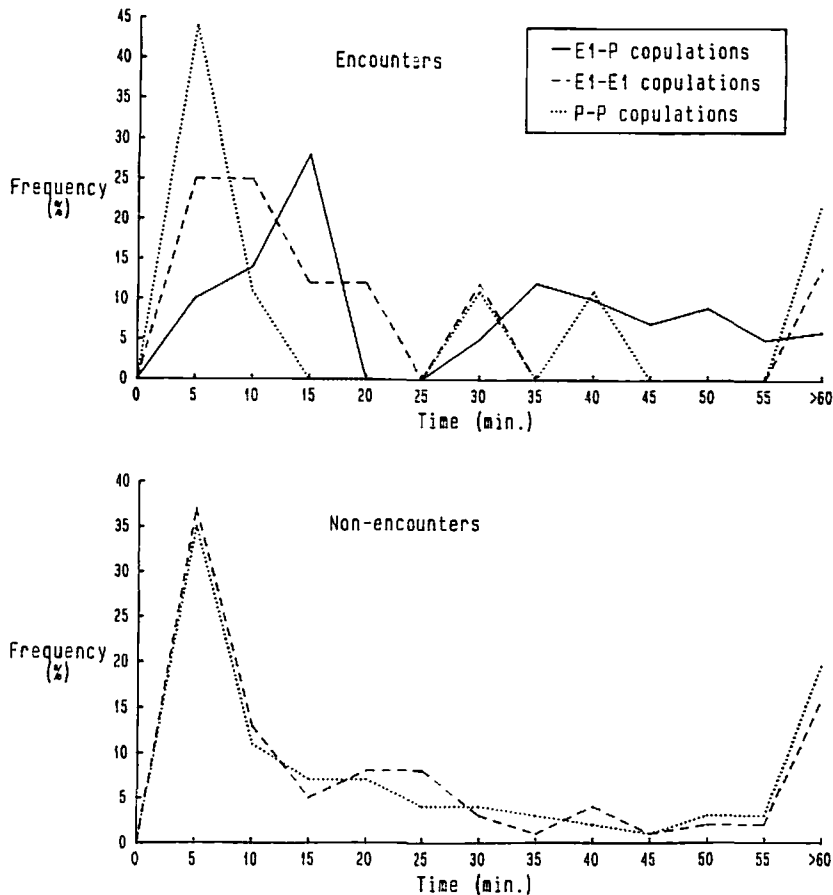 45
40
35
30
25
20
15
10
5
0
Frequency
(%)
Encounters
E1-P copulations
E1-E1 copulations
P-P copulations
0 5 10 15 20 25 30 35 40 45 50 55 >60
Time (min.)
40
35
30
25
20
15
10
5
0
Frequency
(%)
Non-encounters
0 5 10 15 20 25 30 35 40 45 50 55 >60
Time (min.)